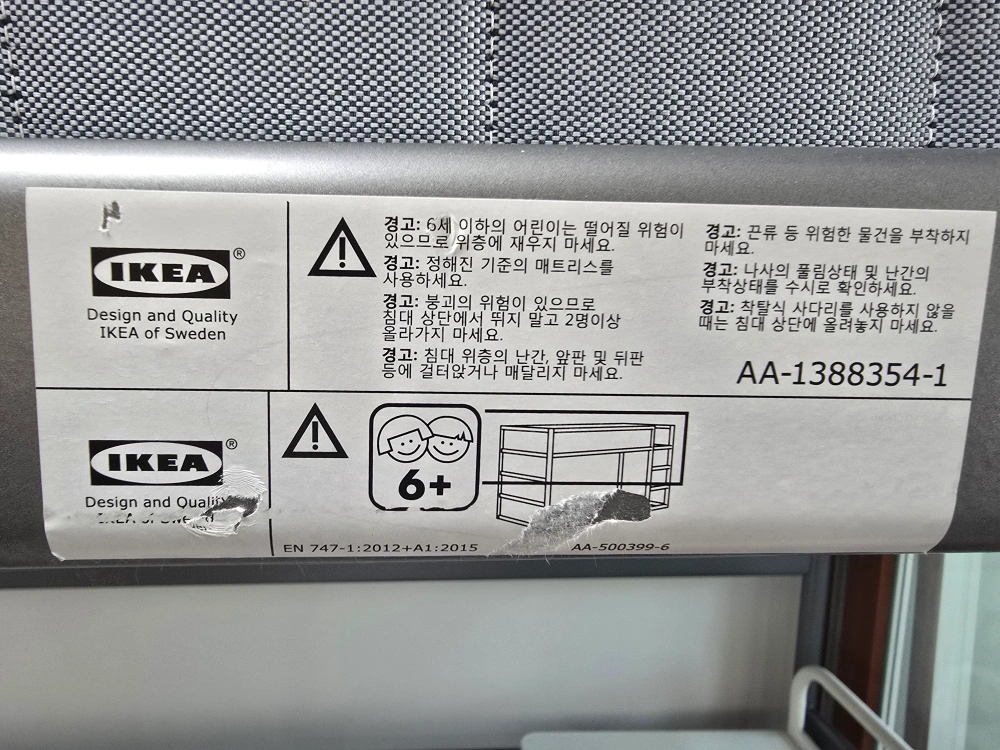 IKEA®
Design and Quality
IKEA of Sweden
경고: 6세 이하의 어린이는 떨어질 위험이
있으므로 위층에 재우지 마세요.
경고: 정해진 기준의 매트리스를
사용하세요.
경고: 붕괴의 위험이 있으므로
침대 상단에서 뛰지 말고 2명이상
올라가지 마세요.
경고: 침대 위층의 난간, 앞판 및 뒤판
등에 걸터앉거나 매달리지 마세요.
경고: 끈류 등 위험한 물건을 부착하지
마세요.
경고: 나사의 풀림상태 및 난간의
부착상태를 수시로 확인하세요.
경고: 착탈식 사다리를 사용하지 않을
때는 침대 상단에 올려놓지 마세요.
AA-1388354-1
IKEA®
Design and Quality
IKEA of Sweden
6+
EN 747-1:2012+A1:2015
AA-500399-6